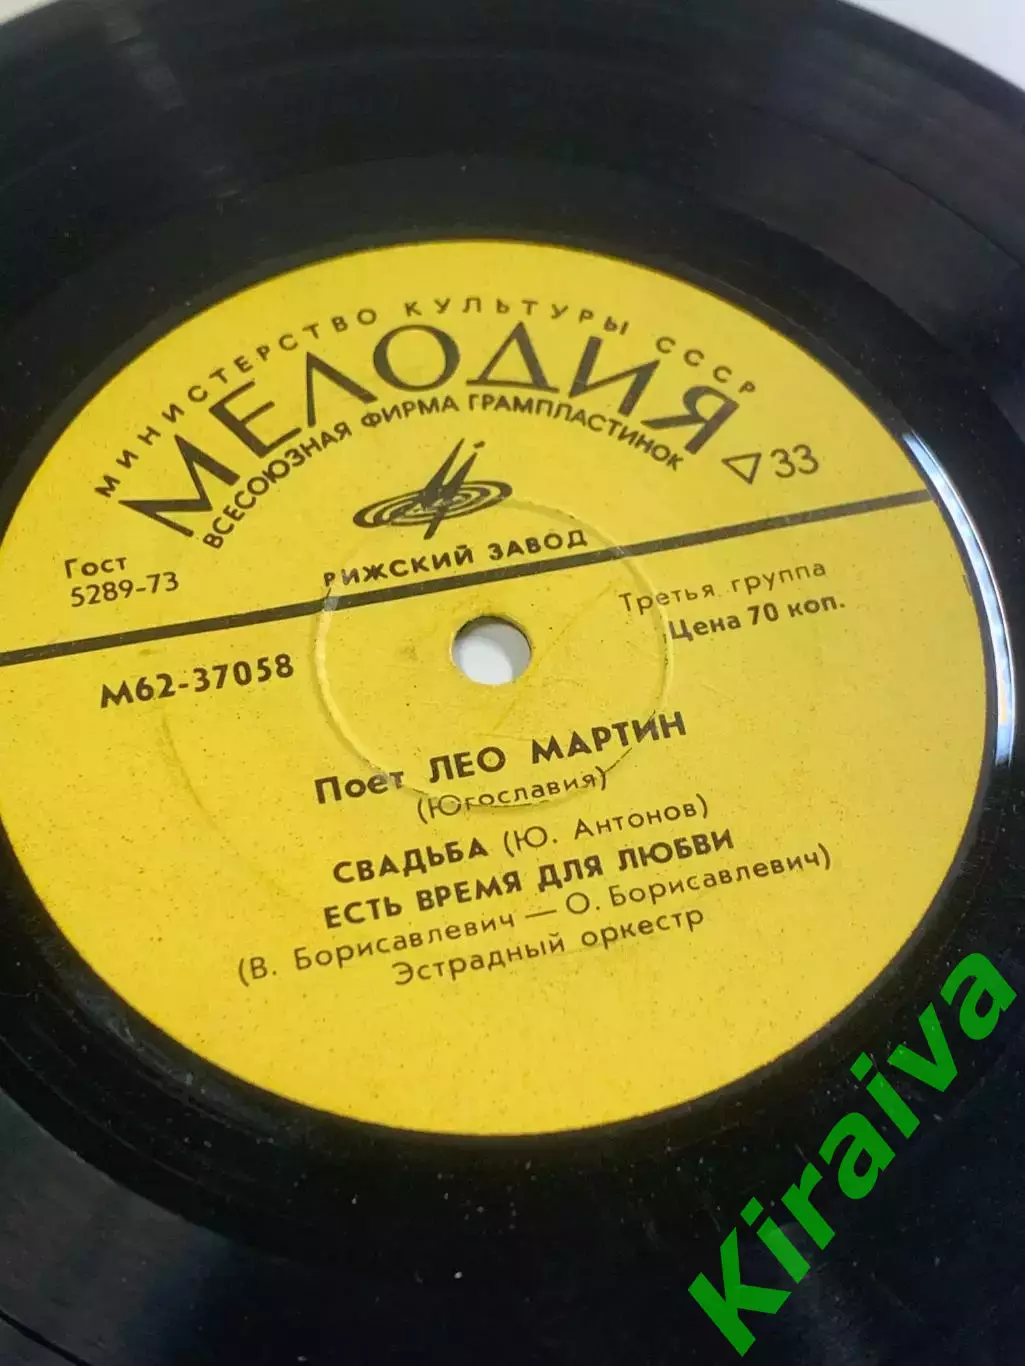 МИНИСТЕРСТВО КУЛЬТУРЫ СССР
МЕЛОДИЯ
ВСЕСОЮЗНАЯ ФИРМА ГРАМПЛАСТИНОК
33
РИЖСКИЙ ЗАВОД
Гост
5289-73
Третья группа
Цена 70 коп.
М62-37058
Поет ЛЕО МАРТИН
(Югославия)
СВАДЬБА (Ю. Антонов)
ЕСТЬ ВРЕМЯ ДЛЯ ЛЮБВИ
(В. Борисавлевич — О. Борисавлевич)
Эстрадный оркестр
Kiraiva